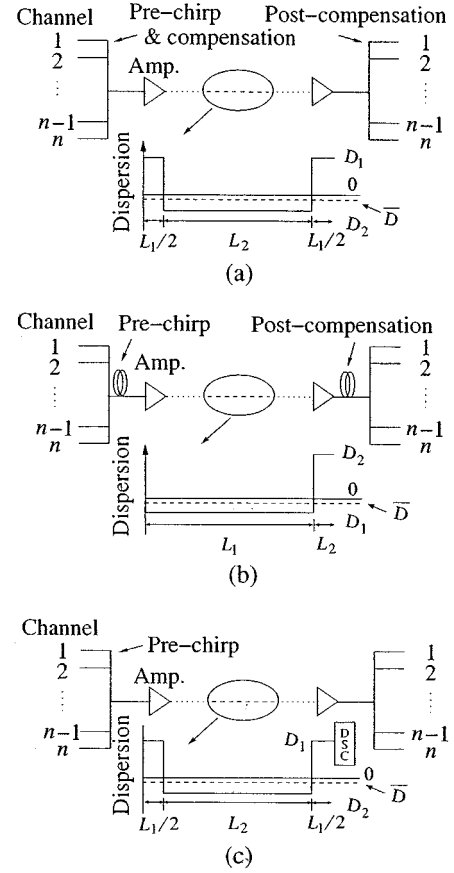 Channel Pre-chirp Post-compensation
& compensation
1 1
2 Amp. 2
n-1 n-1
n n
Dispersion
D1
0
D̅
L1/2 L2 L1/2 D2
(a)
Channel Pre-chirp Post-compensation
1 1
2 Amp. 2
n-1 n-1
n n
Dispersion
D2
0
D̅
D1
L1 L2
(b)
Channel
1 Pre-chirp 1
2 Amp. 2
n-1 n-1
n n
Dispersion
D1 DSC
0
D̅
L1/2 L2 L1/2 D2
(c)